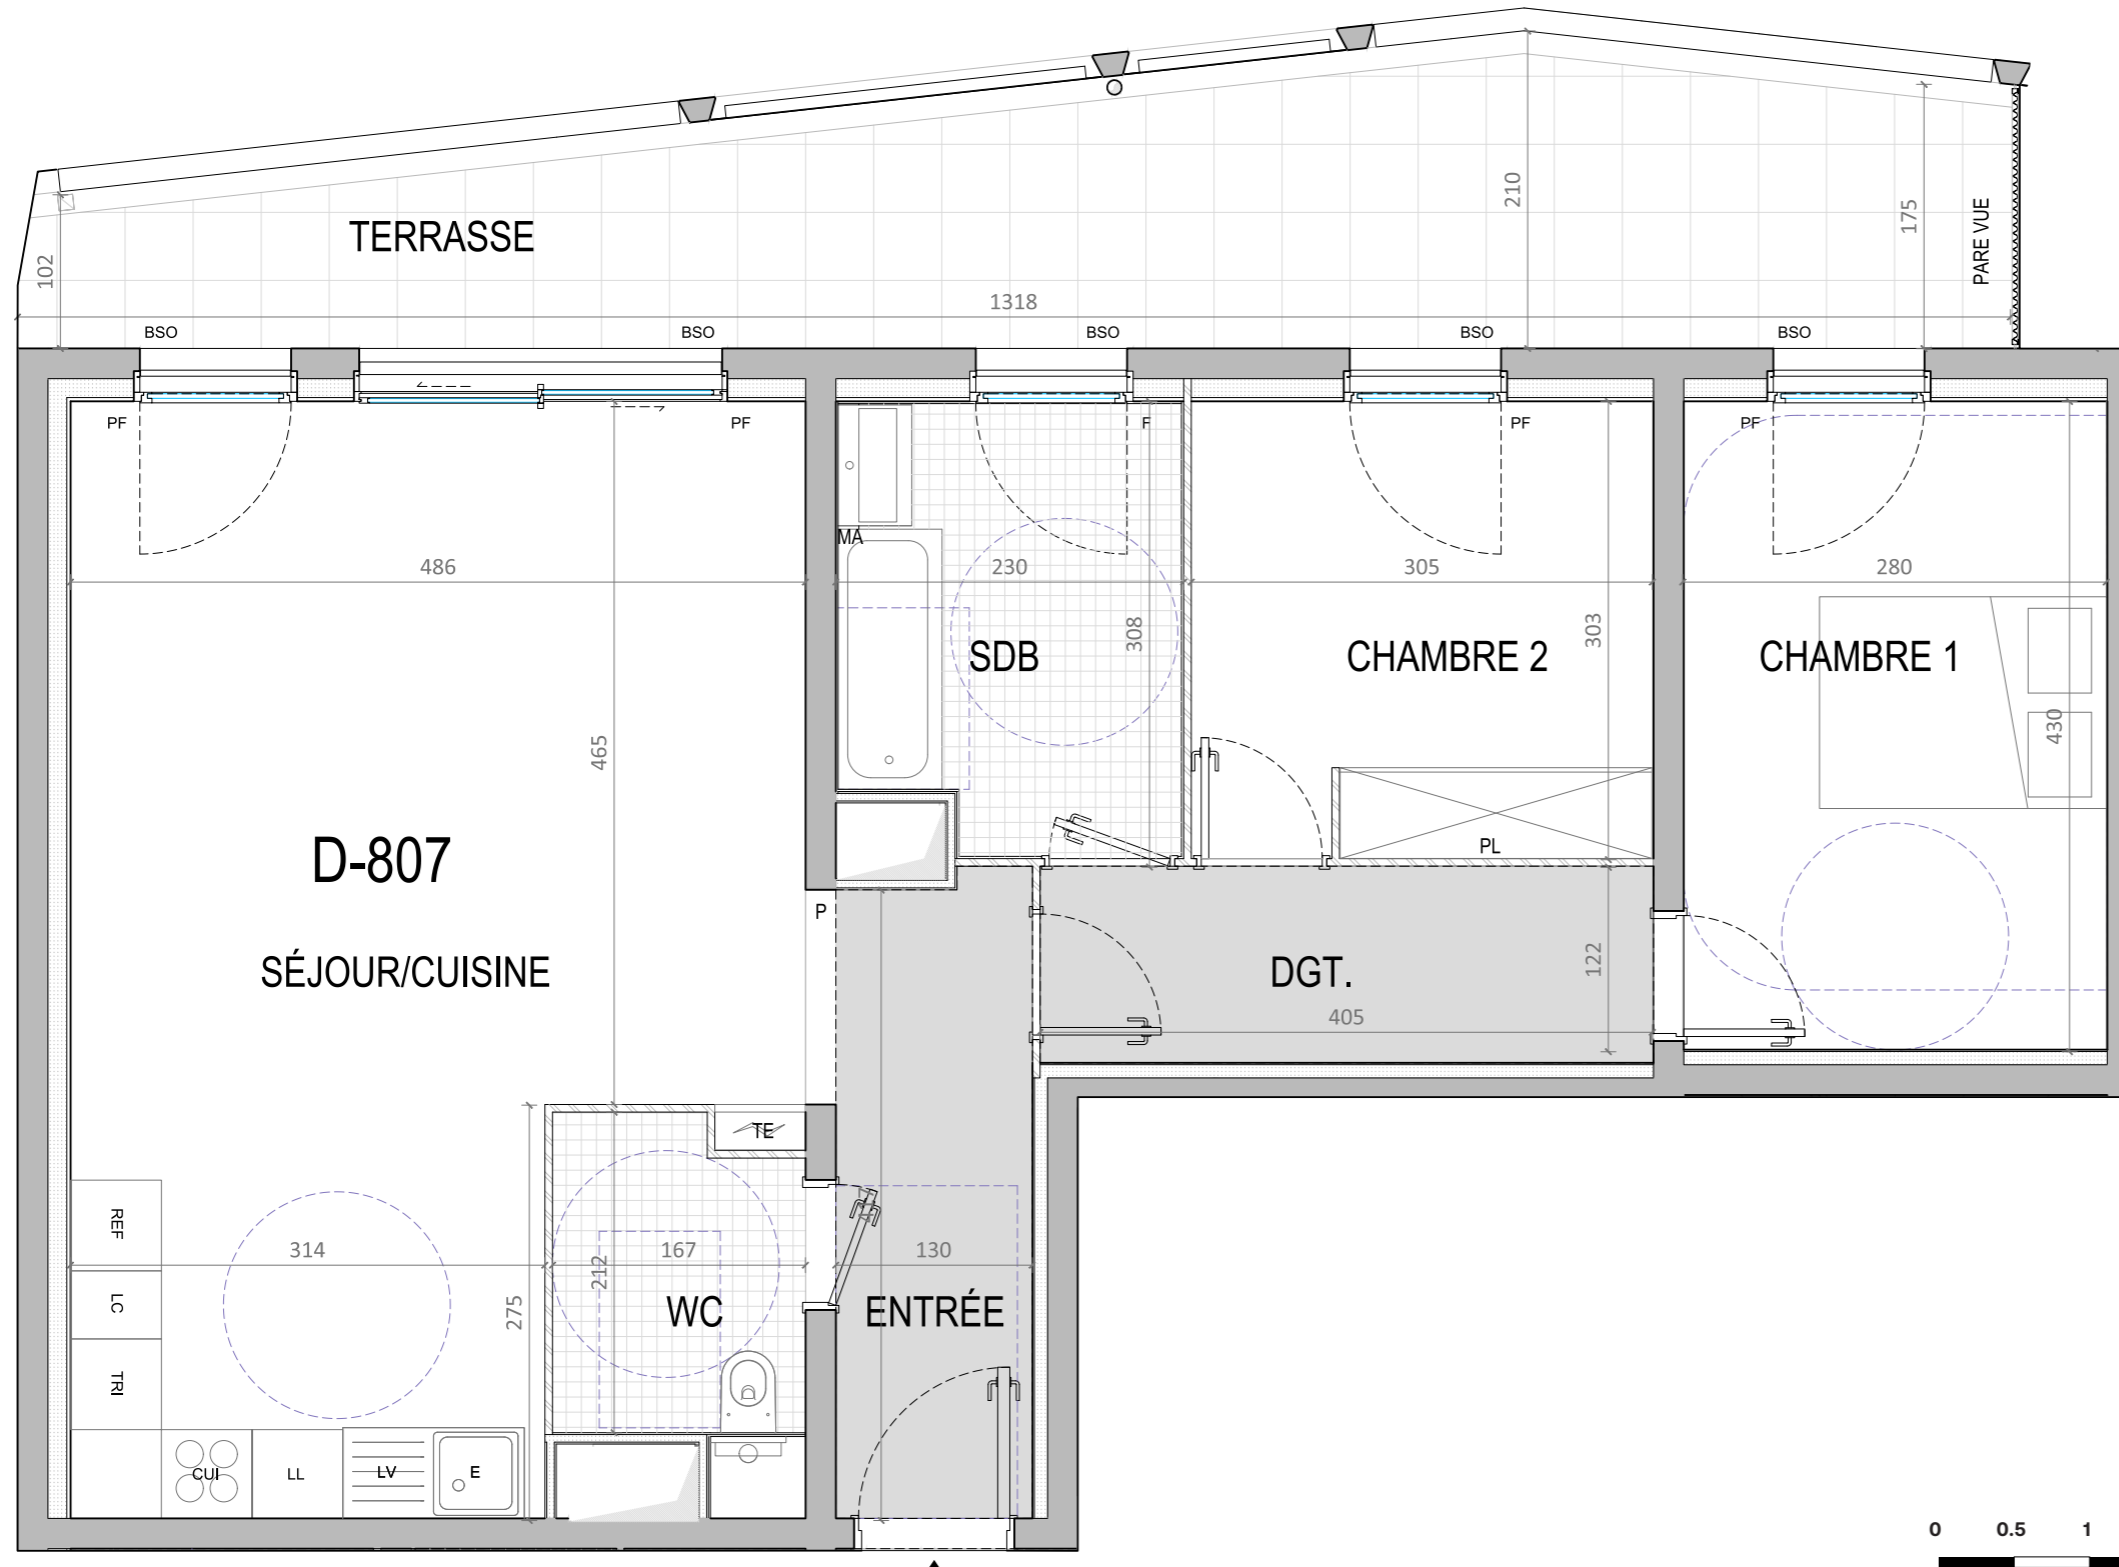 210
175
PARE VUE
TERRASSE
102
1318
BSO
BSO
BSO
BSO
BSO
PF
PF
F
PF
PF
MA
486
230
305
280
308
303
SDB
CHAMBRE 2
CHAMBRE 1
465
430
D-807
PL
P
SÉJOUR/CUISINE
DGT.
122
405
TE
REF
314
167
130
212
275
LC
WC
ENTRÉE
TRI
CUI
LL
LV
E
0 0.5 1